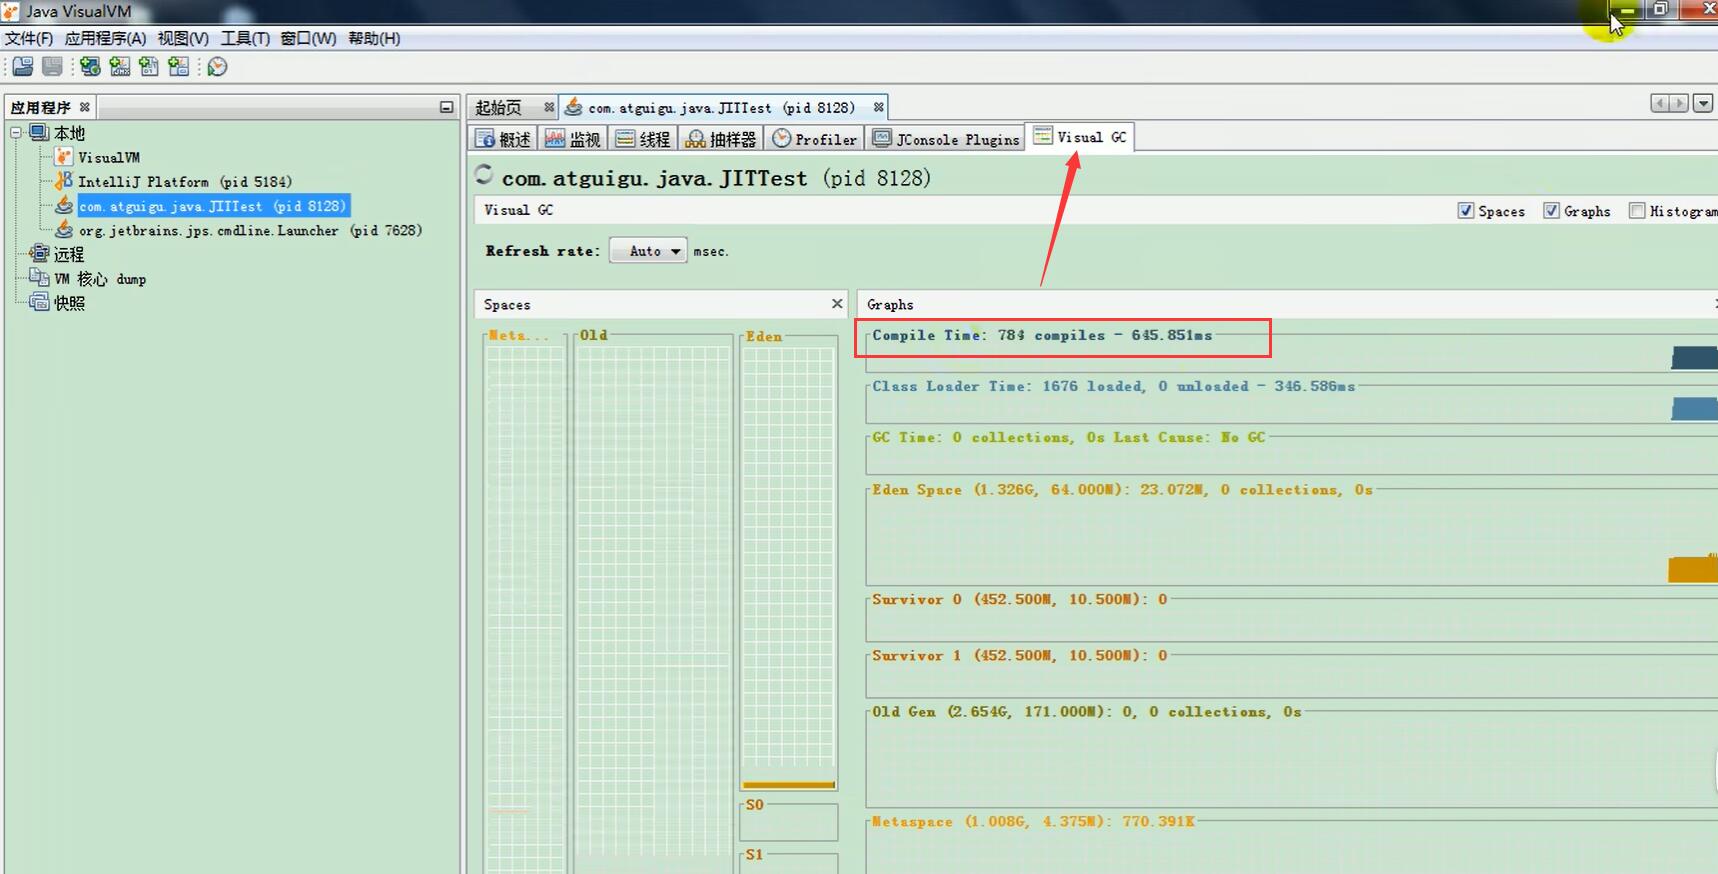 Java VisualVM
文件(F) 应用程序(A) 视图(V) 工具(T) 窗口(W) 帮助(H)
应用程序
本地
VisualVM
IntelliJ Platform (pid 5184)
com.atguigu.java.JITTest (pid 8128)
org.jetbrains.jps.cmdline.Launcher (pid 7628)
远程
VM 核心 dump
快照
起始页 com.atguigu.java.JITTest (pid 8128)
概述 监视 线程 抽样器 Profiler JConsole Plugins Visual GC
com.atguigu.java.JITTest (pid 8128)
Visual GC Spaces Graphs Histogram
Refresh rate: Auto msec.
Spaces
Meta... Old Eden
S0
S1
Graphs
Compile Time: 784 compiles - 645.851ms
Class Loader Time: 1676 loaded, 0 unloaded - 346.586ms
GC Time: 0 collections, 0s Last Cause: No GC
Eden Space (1.326G, 64.000M): 23.072M, 0 collections, 0s
Survivor 0 (452.500M, 10.500M): 0
Survivor 1 (452.500M, 10.500M): 0
Old Gen (2.654G, 171.000M): 0, 0 collections, 0s
Metaspace (1.008G, 4.375M): 770.391K